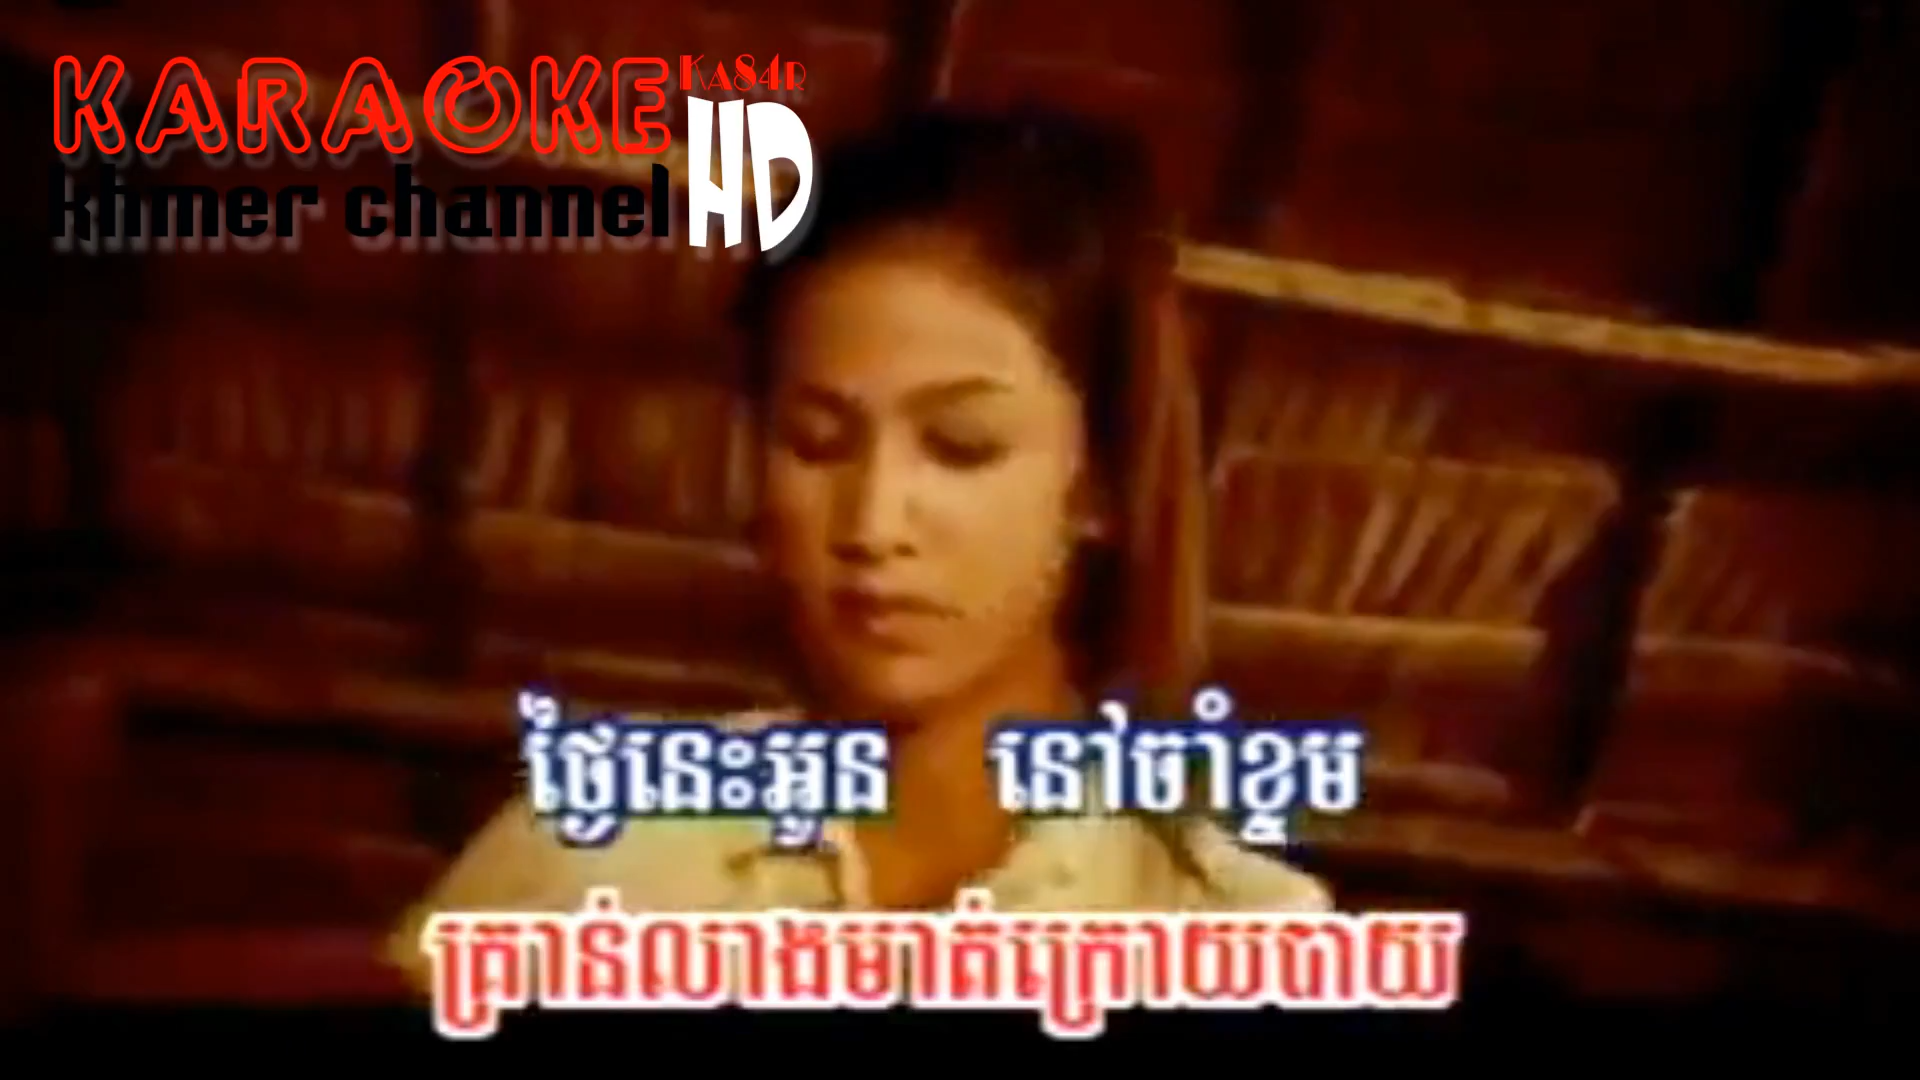 KARAOKE KA84R
khmer channel HD
ថ្ងៃនេះអូន នៅចាំខ្នម
គ្រាន់លាងមាត់ក្រោយបាយ